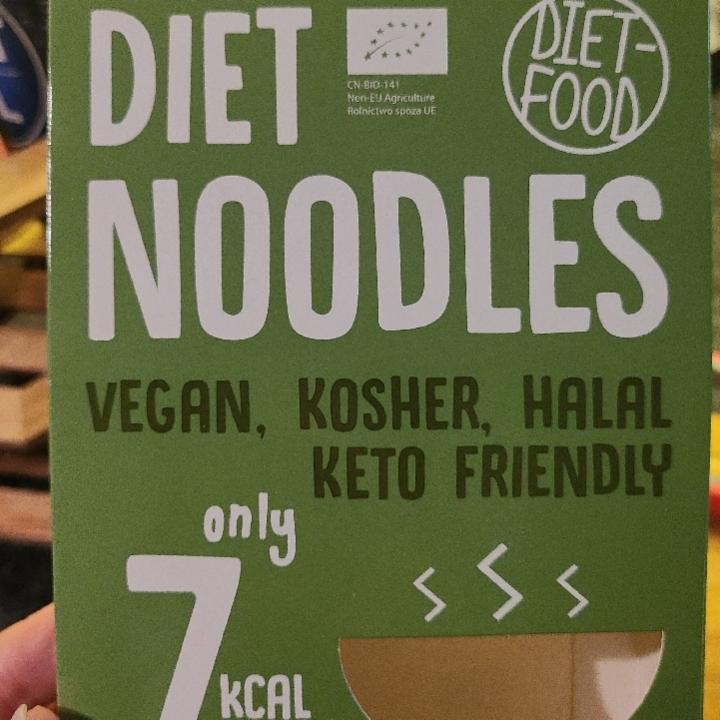 DIET
CN-BIO-141
Non-EU Agriculture
Rolnictwo spoza UE
DIET-
FOOD
NOODLES
VEGAN, KOSHER, HALAL
KETO FRIENDLY
only
7
KCAL